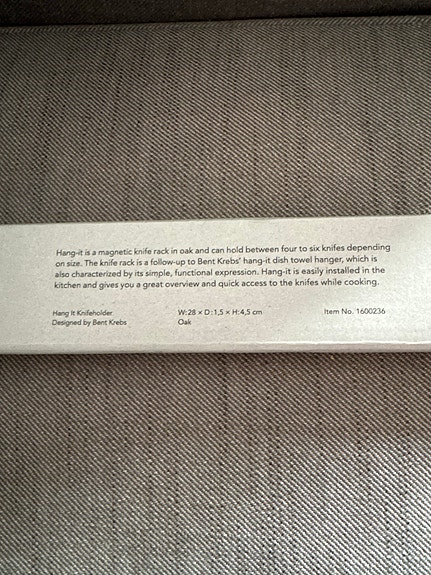 Hang-it is a magnetic knife rack in oak and can hold between four to six knifes depending
on size. The knife rack is a follow-up to Bent Krebs' hang-it dish towel hanger, which is
also characterized by its simple, functional expression. Hang-it is easily installed in the
kitchen and gives you a great overview and quick access to the knifes while cooking.
Hang It Knifeholder
Designed by Bent Krebs
W:28 × D:1,5 × H:4,5 cm
Oak
Item No. 1600236